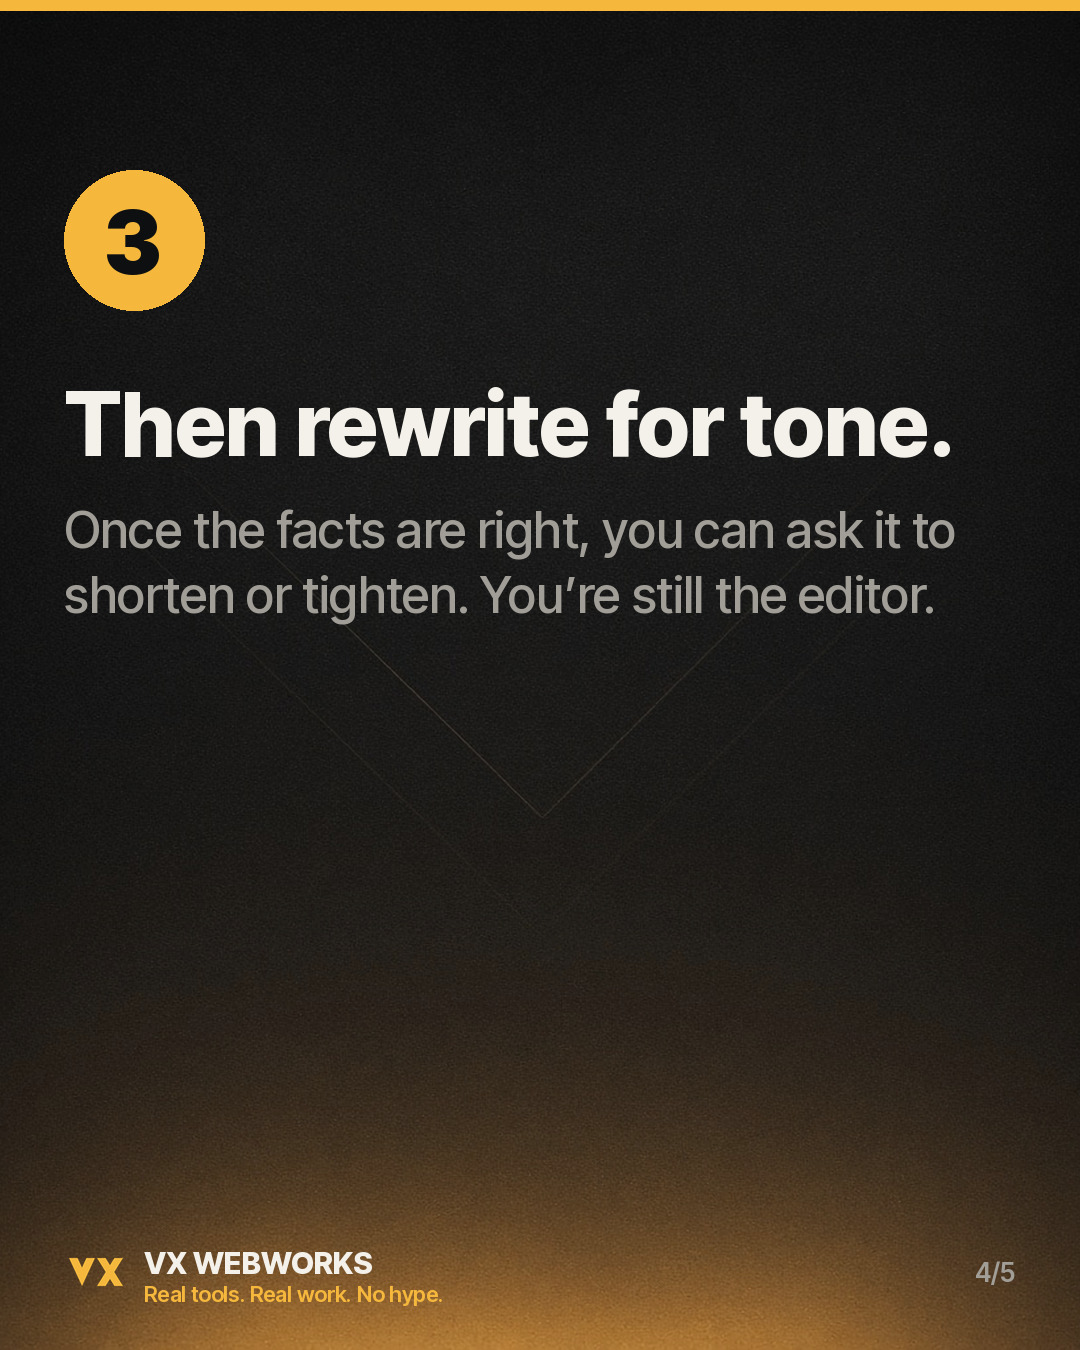 3
Then rewrite for tone.
Once the facts are right, you can ask it to
shorten or tighten. You’re still the editor.
VX
VX WEBWORKS
Real tools. Real work. No hype.
4/5